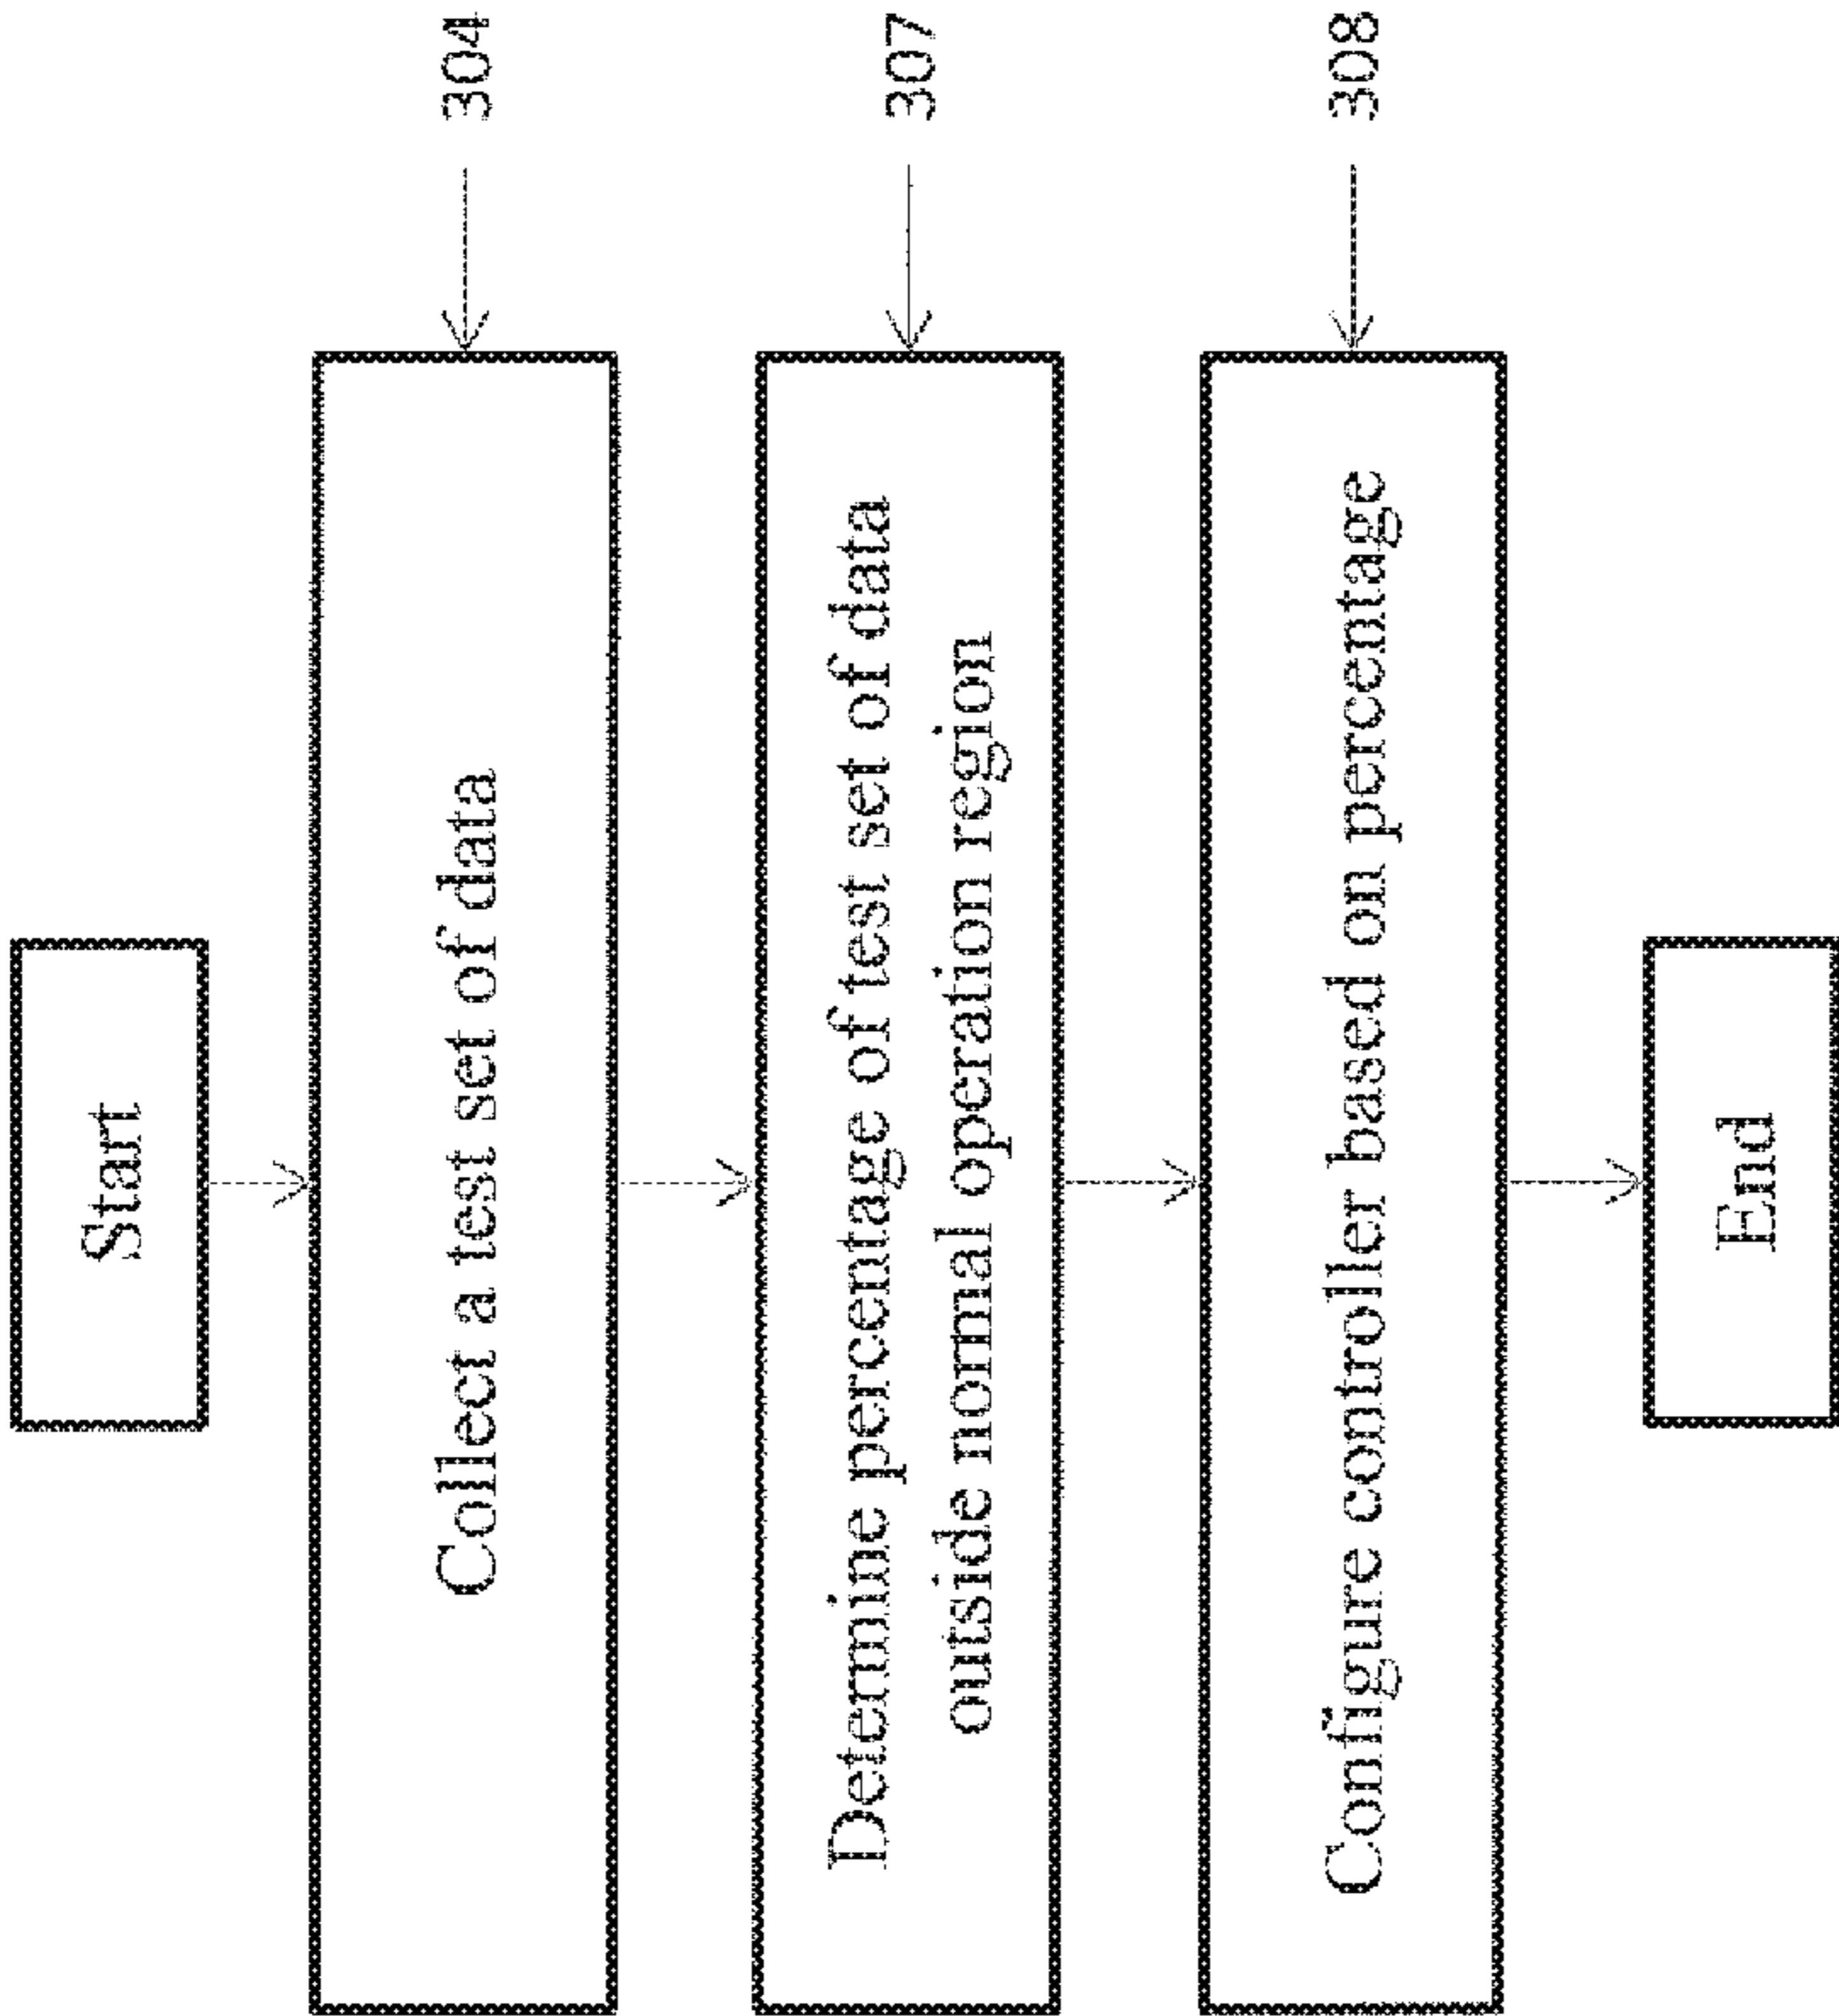 Start
Collect a test set of data
304
Determine percentage of test set of data
outside normal operation region
307
Configure controller based on percentage
308
End